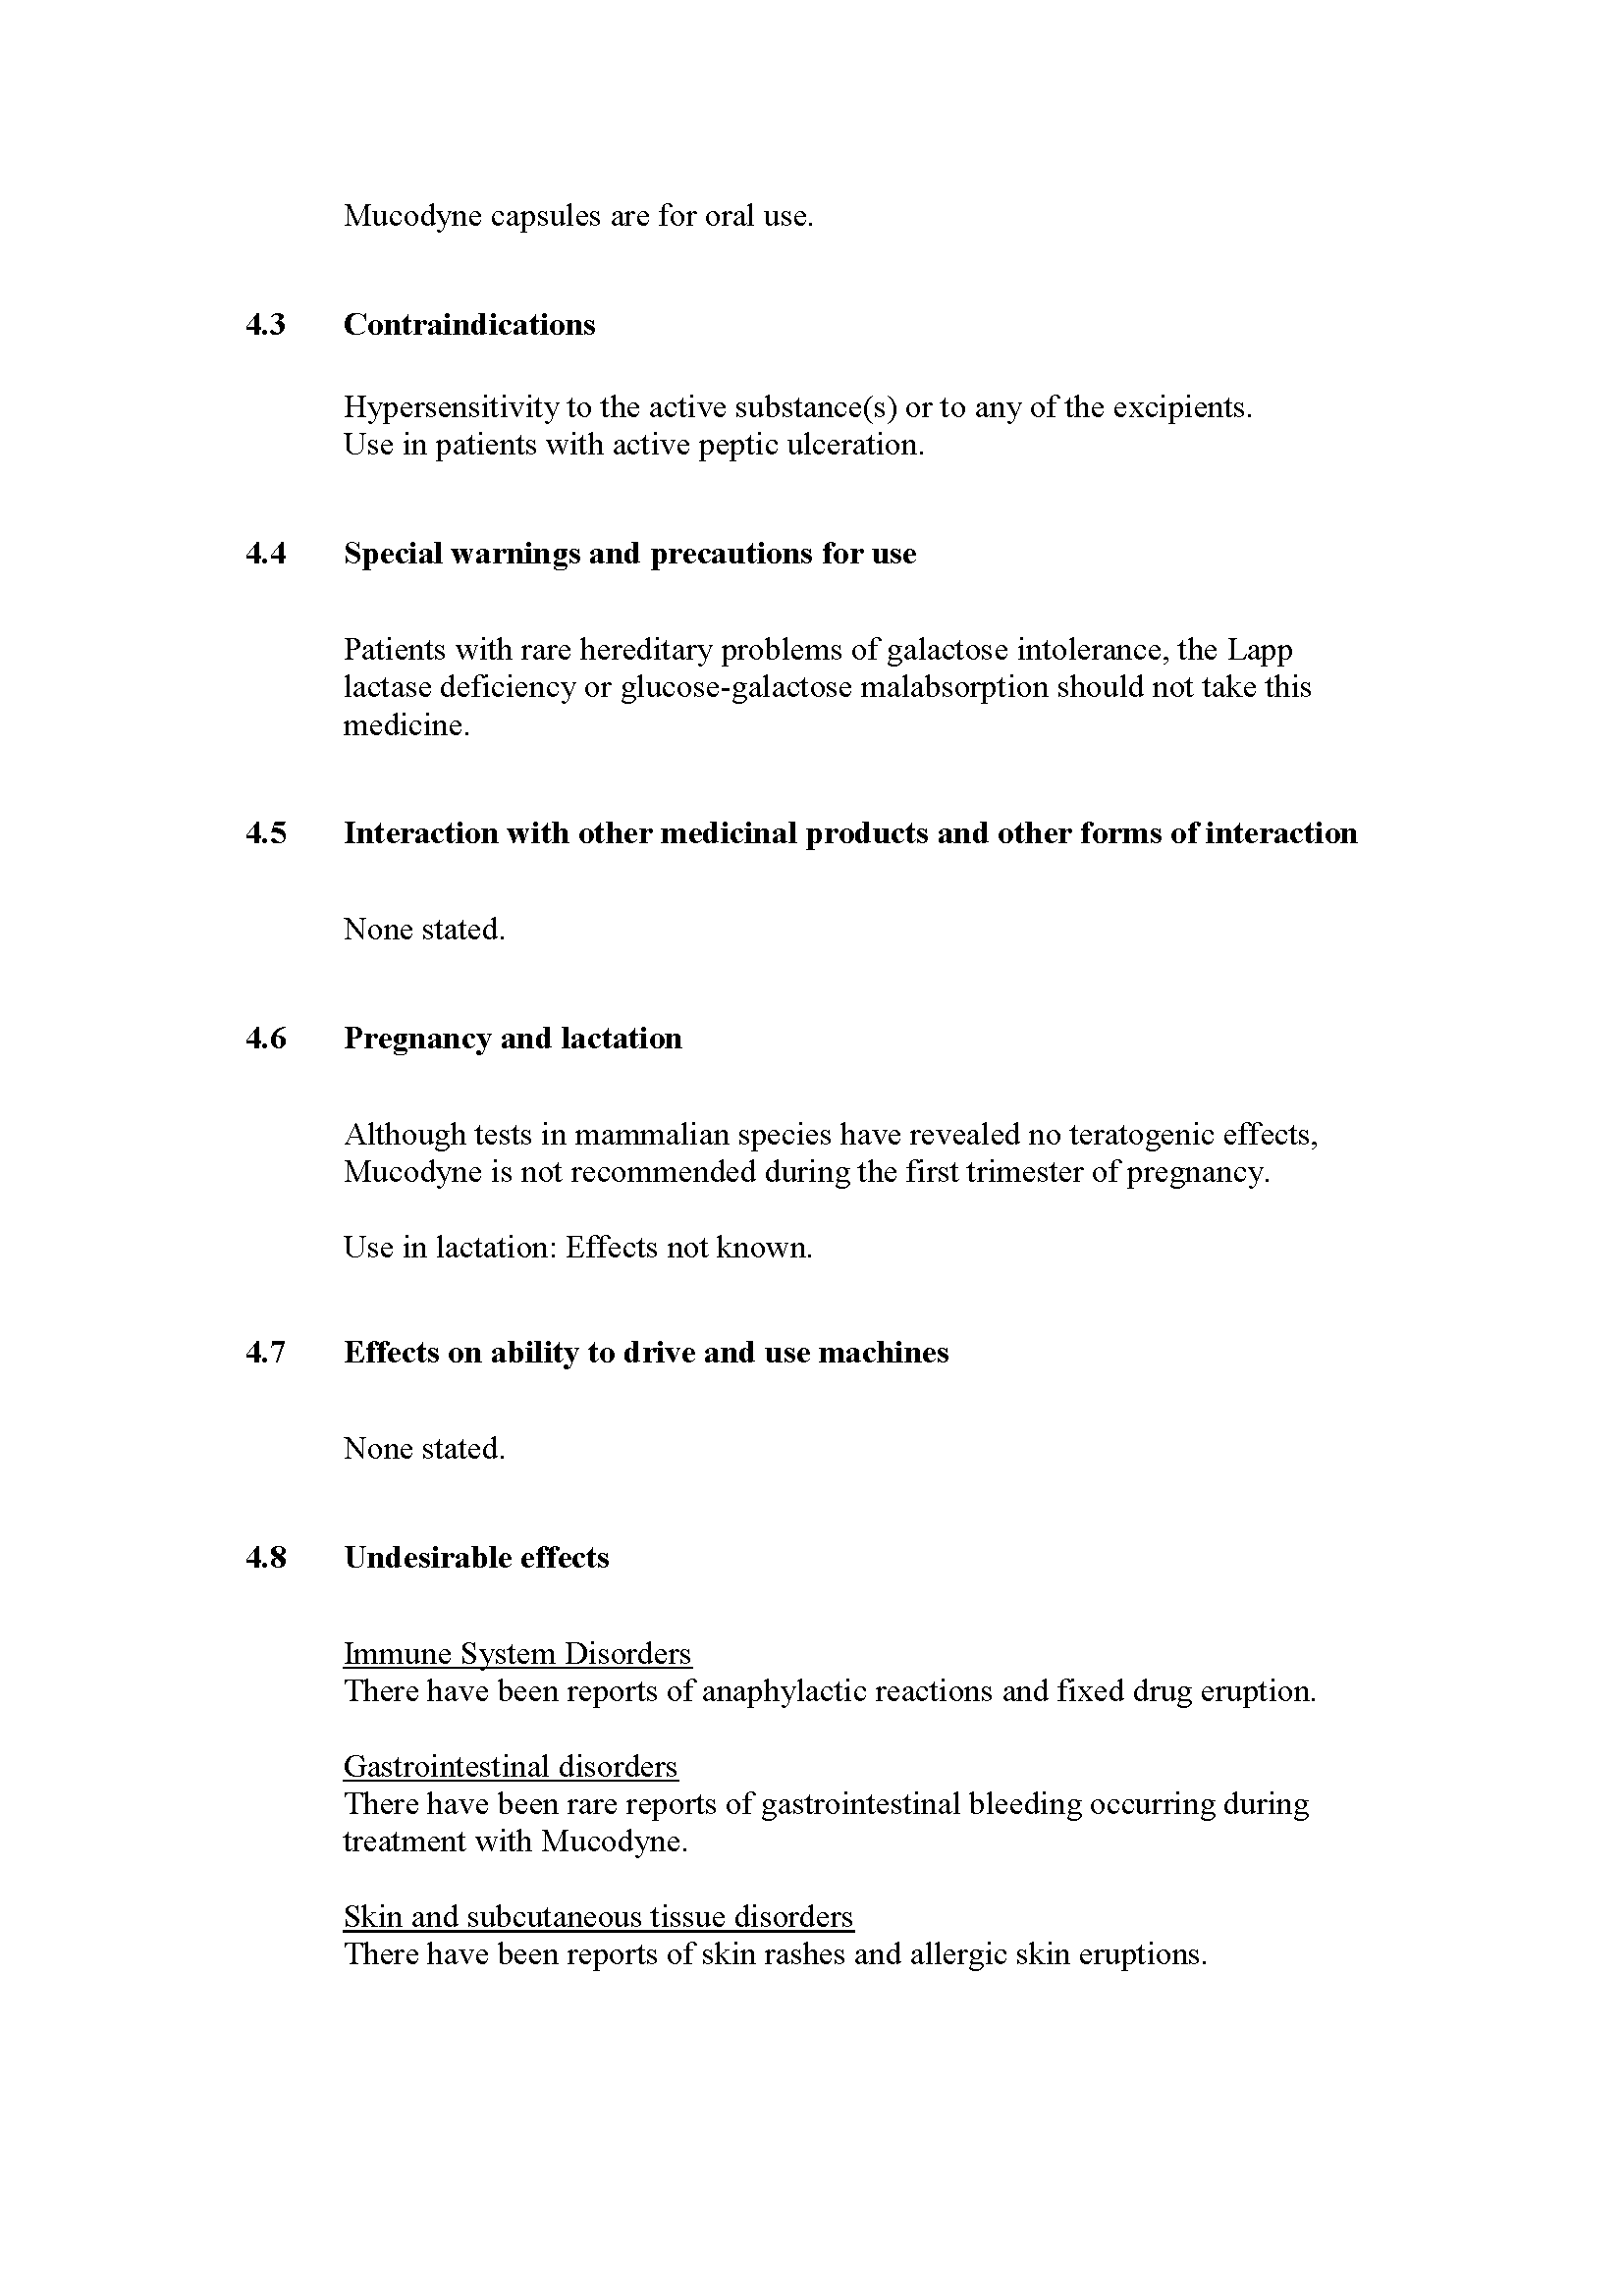 Mucodyne capsules are for oral use.
4.3 Contraindications
Hypersensitivity to the active substance(s) or to any of the excipients.
Use in patients with active peptic ulceration.
4.4 Special warnings and precautions for use
Patients with rare hereditary problems of galactose intolerance, the Lapp
lactase deficiency or glucose-galactose malabsorption should not take this
medicine.
4.5 Interaction with other medicinal products and other forms of interaction
None stated.
4.6 Pregnancy and lactation
Although tests in mammalian species have revealed no teratogenic effects,
Mucodyne is not recommended during the first trimester of pregnancy.
Use in lactation: Effects not known.
4.7 Effects on ability to drive and use machines
None stated.
4.8 Undesirable effects
Immune System Disorders
There have been reports of anaphylactic reactions and fixed drug eruption.
Gastrointestinal disorders
There have been rare reports of gastrointestinal bleeding occurring during
treatment with Mucodyne.
Skin and subcutaneous tissue disorders
There have been reports of skin rashes and allergic skin eruptions.